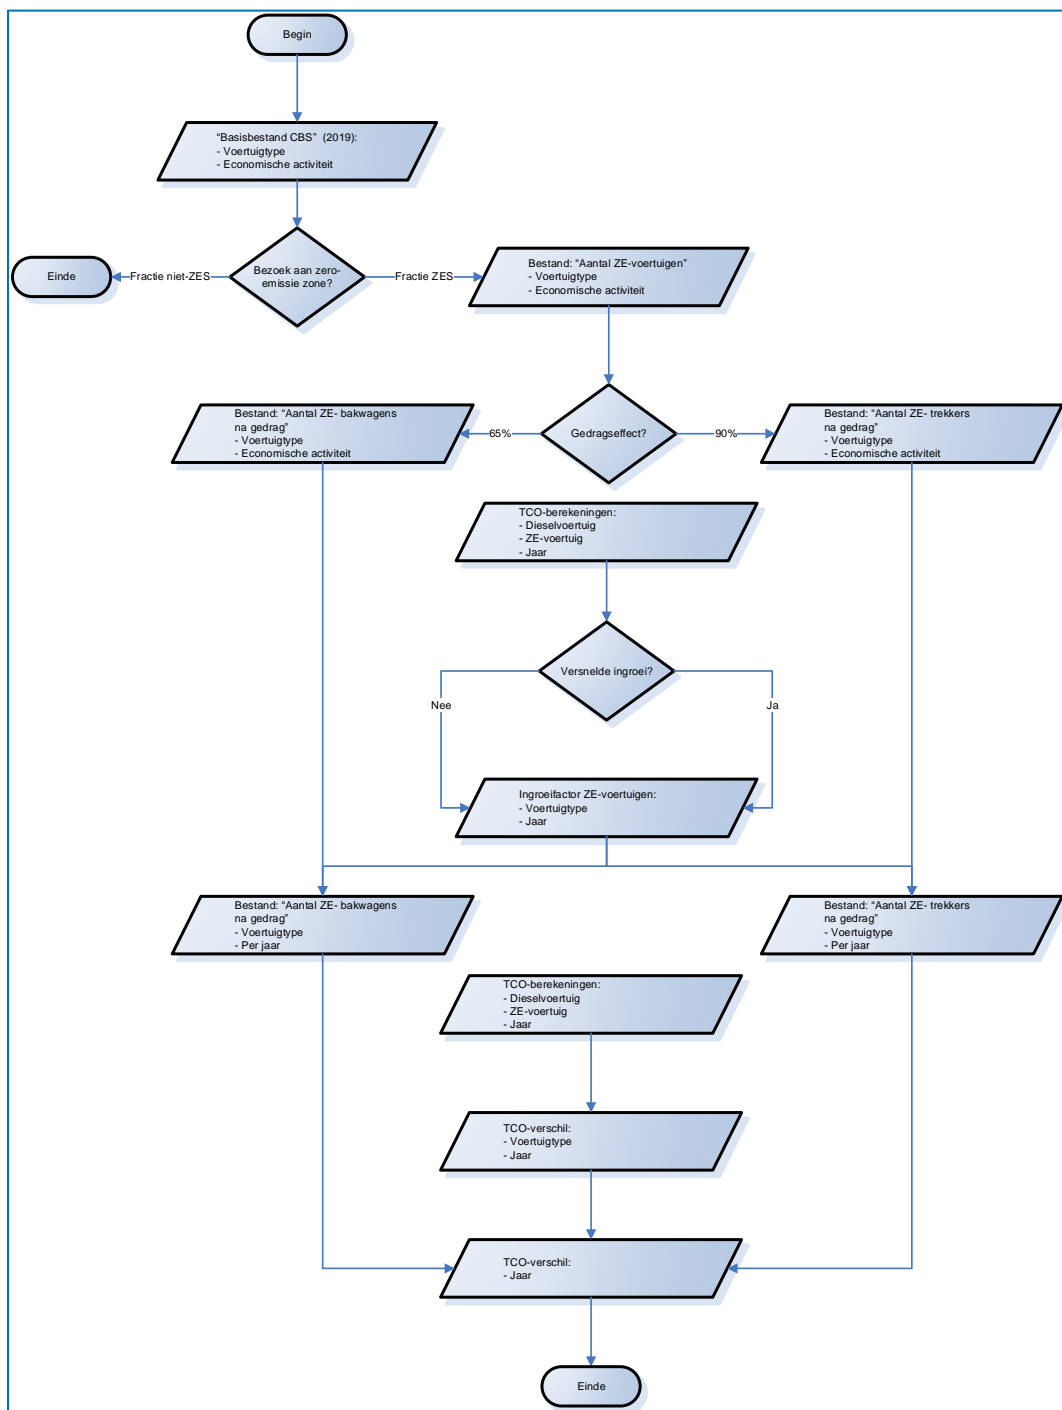 Begin
“Basisbestand CBS” (2019):
- Voertuigtype
- Economische activiteit
Einde
Fractie niet-ZES
Bezoek aan zero-
emissie zone?
Fractie ZES
Bestand: “Aantal ZE-voertuigen”
- Voertuigtype
- Economische activiteit
Bestand: “Aantal ZE- bakwagens
na gedrag”
- Voertuigtype
- Economische activiteit
65%
Gedragseffect?
90%
Bestand: “Aantal ZE- trekkers
na gedrag”
- Voertuigtype
- Economische activiteit
TCO-berekeningen:
- Dieselvoertuig
- ZE-voertuig
- Jaar
Versnelde ingroei?
Nee
Ja
Ingroeifactor ZE-voertuigen:
- Voertuigtype
- Jaar
Bestand: “Aantal ZE- bakwagens
na gedrag”
- Voertuigtype
- Per jaar
Bestand: “Aantal ZE- trekkers
na gedrag”
- Voertuigtype
- Per jaar
TCO-berekeningen:
- Dieselvoertuig
- ZE-voertuig
- Jaar
TCO-verschil:
- Voertuigtype
- Jaar
TCO-verschil:
- Jaar
Einde